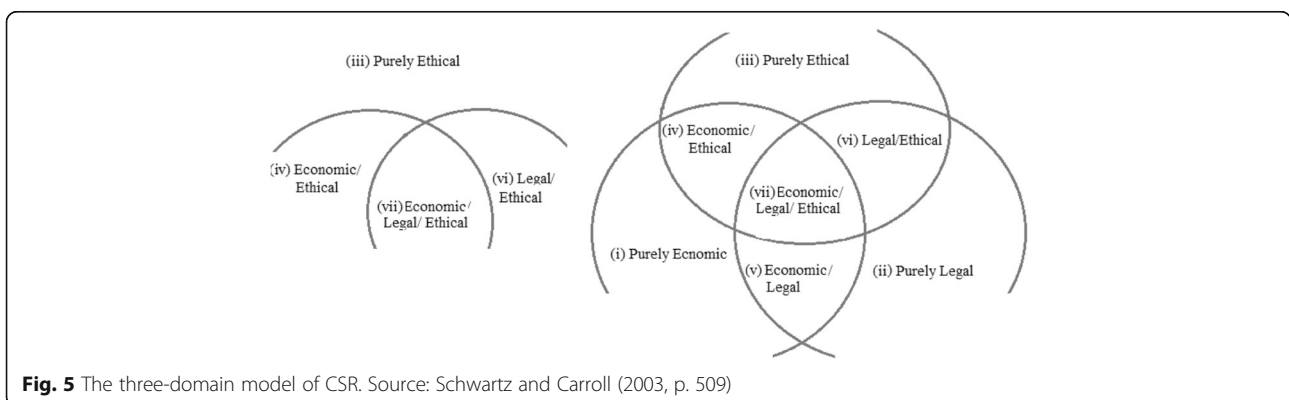 (iii) Purely Ethical
(iv) Economic/
Ethical
(vi) Legal/
Ethical
(vii) Economic/
Legal/ Ethical
(iii) Purely Ethical
(iv) Economic/
Ethical
(vi) Legal/Ethical
(vii) Economic/
Legal/ Ethical
(i) Purely Ecnomic
(v) Economic/
Legal
(ii) Purely Legal
Fig. 5 The three-domain model of CSR. Source: Schwartz and Carroll (2003, p. 509)